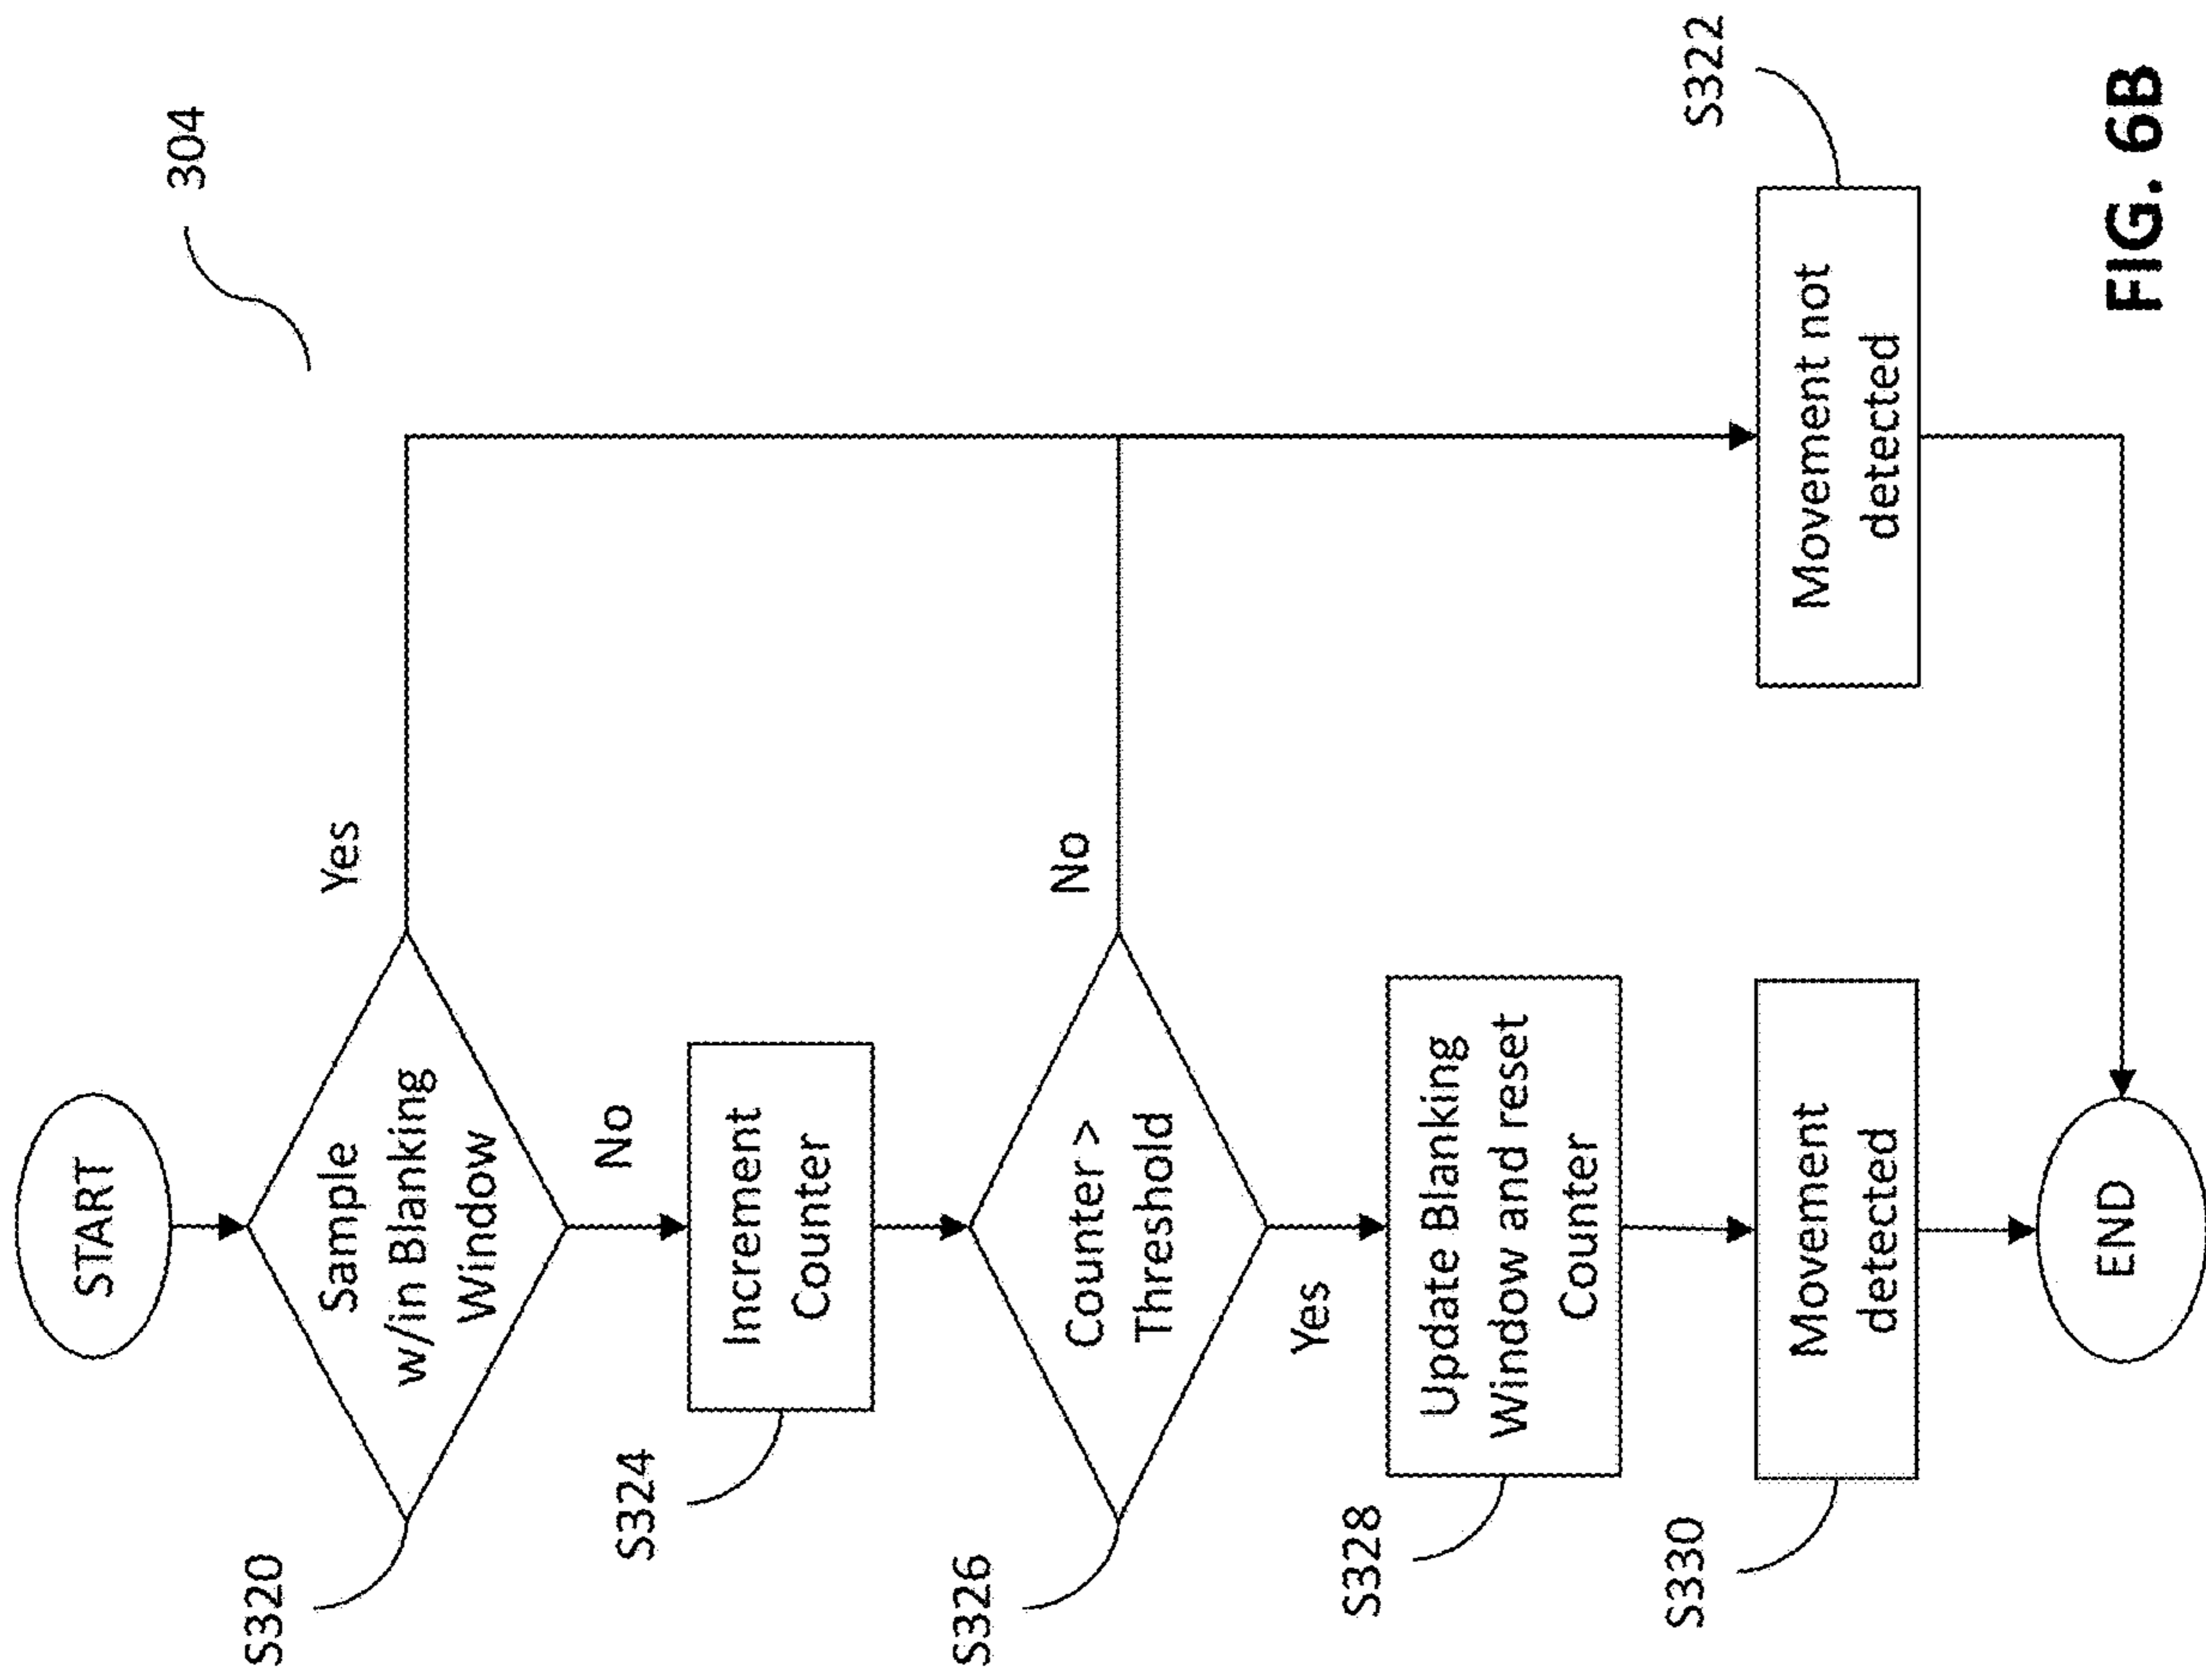 304
START
S320
Sample
w/in Blanking
Window
Yes
No
S324
Increment
Counter
S326
Counter >
Threshold
No
Yes
S328
Update Blanking
Window and reset
Counter
S330
Movement
detected
S322
Movement not
detected
END
FIG. 6B